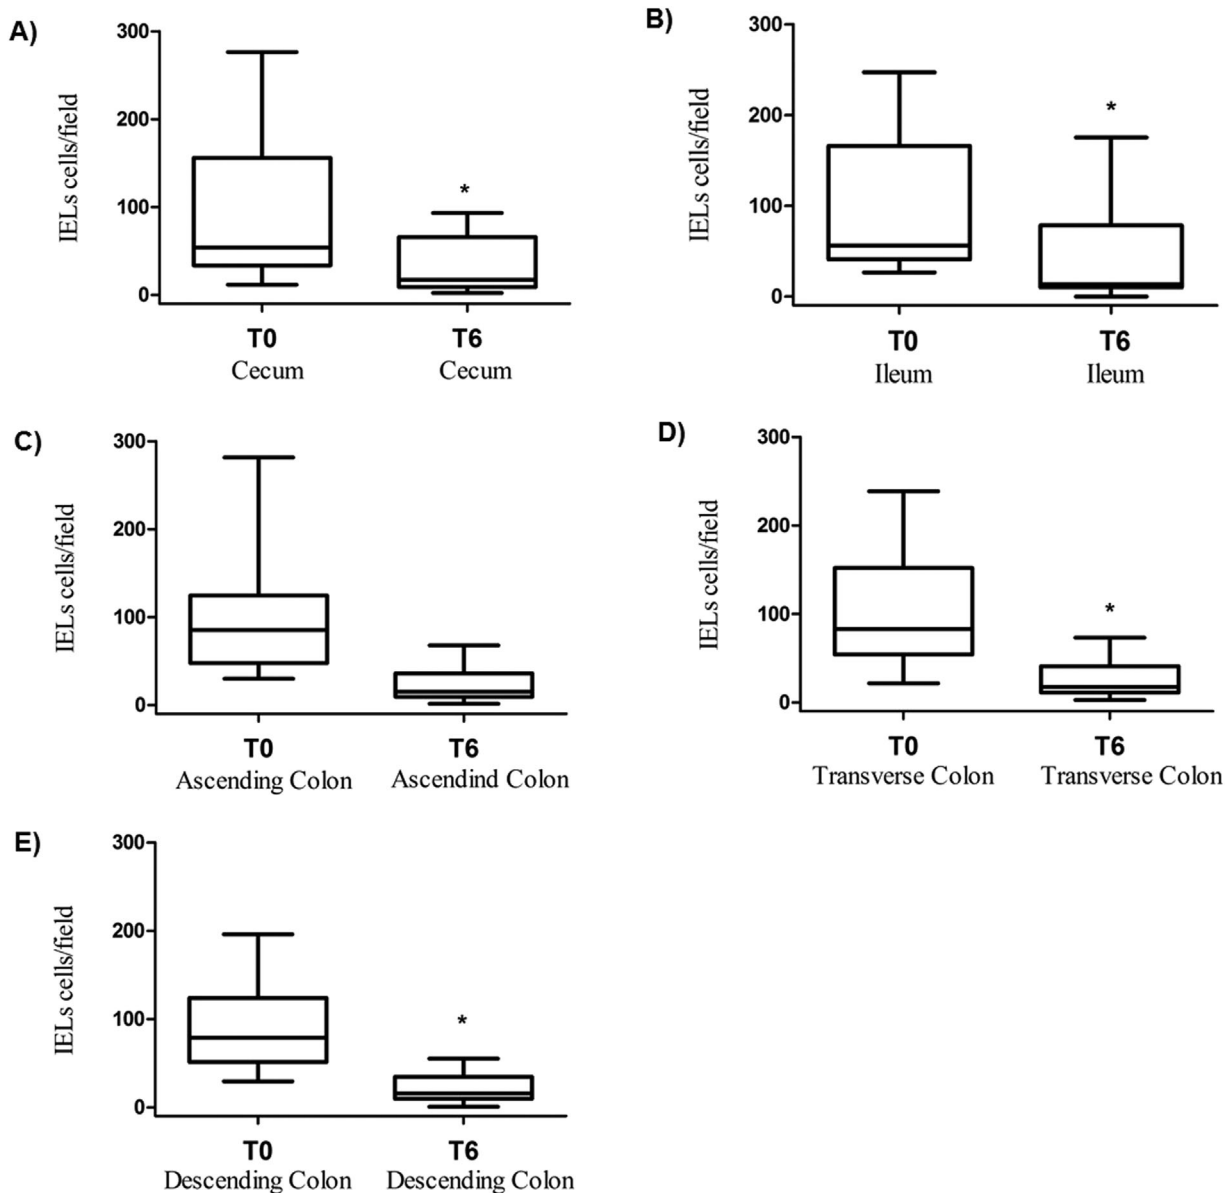 A)
IELs cells/field
300
200
100
0
*
T0
T6
Cecum
Cecum
B)
IELs cells/field
300
200
100
0
*
T0
T6
Ileum
Ileum
C)
IELs cells/field
300
200
100
0
T0
T6
Ascending Colon
Ascendind Colon
D)
IELs cells/field
300
200
100
0
*
T0
T6
Transverse Colon
Transverse Colon
E)
IELs cells/field
300
200
100
0
*
T0
T6
Descending Colon
Descending Colon